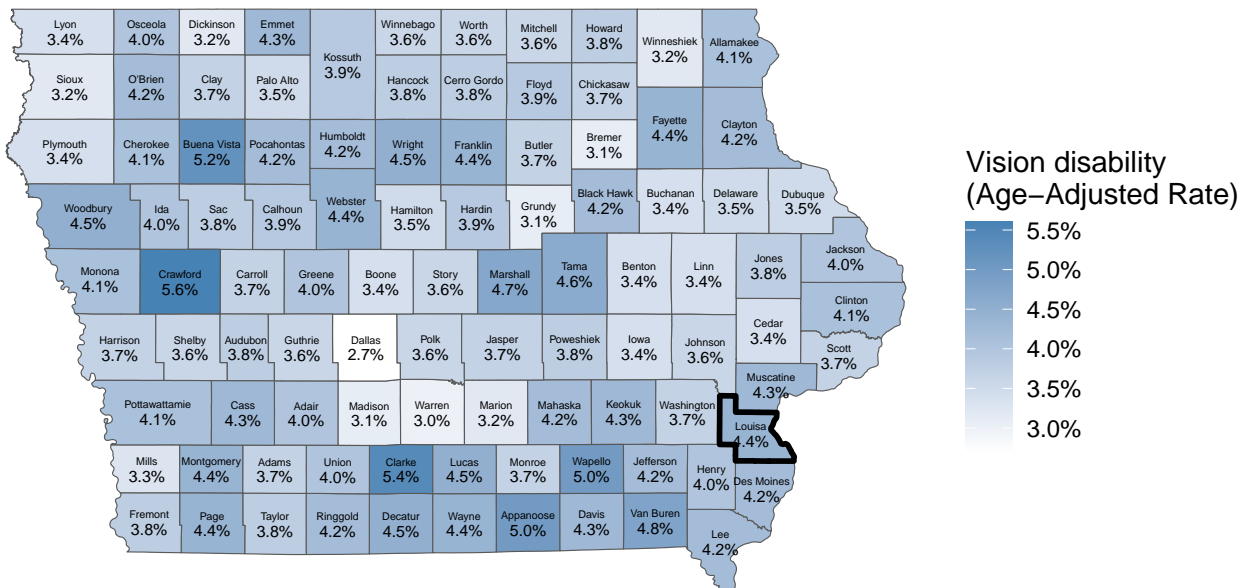 Lyon
3.4%
Osceola
4.0%
Dickinson
3.2%
Emmet
4.3%
Kossuth
3.9%
Winnebago
3.6%
Worth
3.6%
Mitchell
3.6%
Howard
3.8%
Winneshiek
3.2%
Allamakee
4.1%
Sioux
3.2%
O'Brien
4.2%
Clay
3.7%
Palo Alto
3.5%
Hancock
3.8%
Cerro Gordo
3.8%
Floyd
3.9%
Chickasaw
3.7%
Fayette
4.4%
Clayton
4.2%
Plymouth
3.4%
Cherokee
4.1%
Buena Vista
5.2%
Pocahontas
4.2%
Humboldt
4.2%
Wright
4.5%
Franklin
4.4%
Butler
3.7%
Bremer
3.1%
Woodbury
4.5%
Ida
4.0%
Sac
3.8%
Calhoun
3.9%
Webster
4.4%
Hamilton
3.5%
Hardin
3.9%
Grundy
3.1%
Black Hawk
4.2%
Buchanan
3.4%
Delaware
3.5%
Dubuque
3.5%
Monona
4.1%
Crawford
5.6%
Carroll
3.7%
Greene
4.0%
Boone
3.4%
Story
3.6%
Marshall
4.7%
Tama
4.6%
Benton
3.4%
Linn
3.4%
Jones
3.8%
Jackson
4.0%
Clinton
4.1%
Harrison
3.7%
Shelby
3.6%
Audubon
3.8%
Guthrie
3.6%
Dallas
2.7%
Polk
3.6%
Jasper
3.7%
Poweshiek
3.8%
Iowa
3.4%
Johnson
3.6%
Cedar
3.4%
Scott
3.7%
Muscatine
4.3%
Pottawattamie
4.1%
Cass
4.3%
Adair
4.0%
Madison
3.1%
Warren
3.0%
Marion
3.2%
Mahaska
4.2%
Keokuk
4.3%
Washington
3.7%
Louisa
4.4%
Mills
3.3%
Montgomery
4.4%
Adams
3.7%
Union
4.0%
Clarke
5.4%
Lucas
4.5%
Monroe
3.7%
Wapello
5.0%
Jefferson
4.2%
Henry
4.0%
Des Moines
4.2%
Fremont
3.8%
Page
4.4%
Taylor
3.8%
Ringgold
4.2%
Decatur
4.5%
Wayne
4.4%
Appanoose
5.0%
Davis
4.3%
Van Buren
4.8%
Lee
4.2%
Vision disability
(Age−Adjusted Rate)
5.5%
5.0%
4.5%
4.0%
3.5%
3.0%